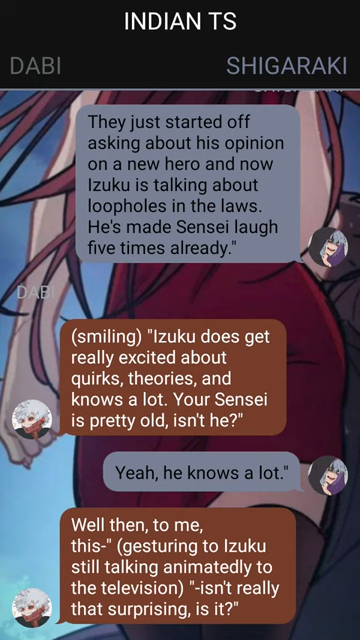 INDIAN TS
DABI
SHIGARAKI
They just started off
asking about his opinion
on a new hero and now
Izuku is talking about
loopholes in the laws.
He's made Sensei laugh
five times already."
DABI
(smiling) "Izuku does get
really excited about
quirks, theories, and
knows a lot. Your Sensei
is pretty old, isn't he?"
Yeah, he knows a lot."
Well then, to me,
this-" (gesturing to Izuku
still talking animatedly to
the television) "-isn't really
that surprising, is it?"